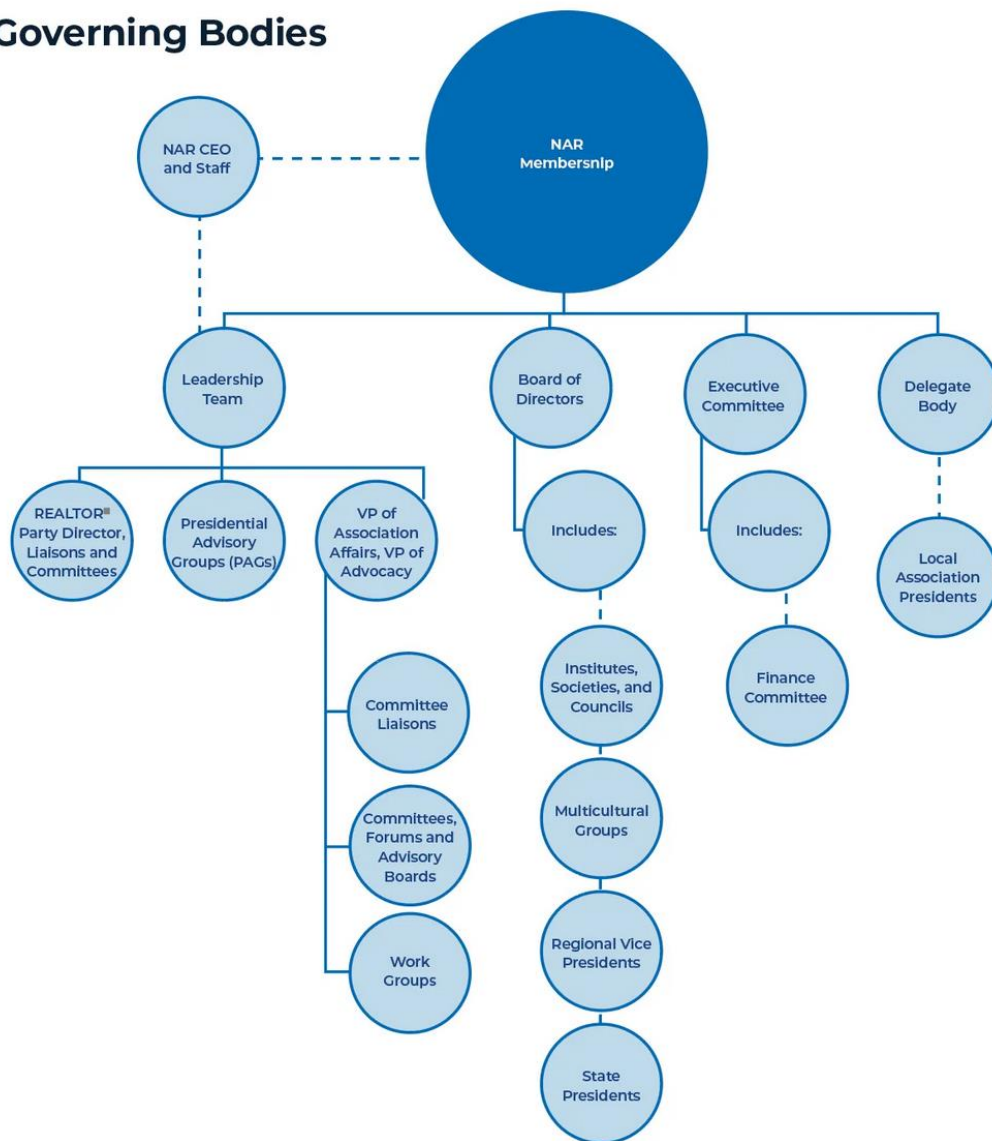 Governing Bodies
NAR
Membership
NAR CEO
and Staff
Leadership
Team
Board of
Directors
Executive
Committee
Delegate
Body
REALTOR®
Party Director,
Liaisons and
Committees
Presidential
Advisory
Groups (PAGs)
VP of
Association
Affairs, VP of
Advocacy
Includes:
Includes:
Local
Association
Presidents
Committee
Liaisons
Institutes,
Societies, and
Councils
Finance
Committee
Committees,
Forums and
Advisory
Boards
Multicultural
Groups
Work
Groups
Regional Vice
Presidents
State
Presidents